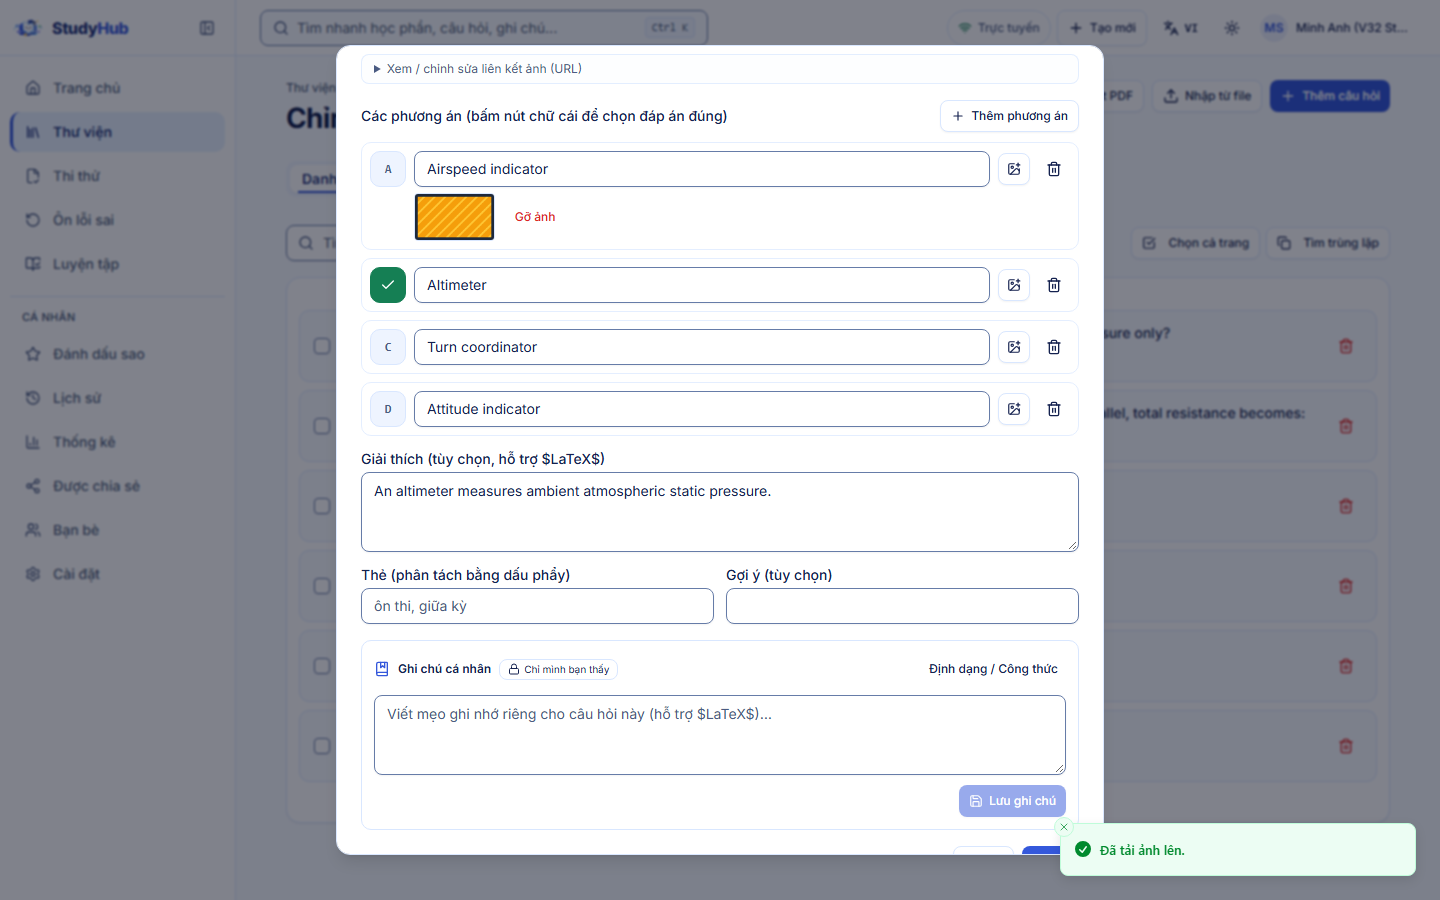 StudyHub
Tìm nhanh học phần, câu hỏi, ghi chú...
Ctrl K
Trực tuyến
Tạo mới
VI
MS
Minh Anh (V32 St...
Trang chủ
Thư viện
Thi thử
Ôn lỗi sai
Luyện tập
CÁ NHÂN
Đánh dấu sao
Lịch sử
Thống kê
Được chia sẻ
Bạn bè
Cài đặt
Thư viện
PDF
Nhập từ file
Thêm câu hỏi
Chọn cả trang
Tìm trùng lặp
sure only?
allel, total resistance becomes:
Xem / chỉnh sửa liên kết ảnh (URL)
Các phương án (bấm nút chữ cái để chọn đáp án đúng)
Thêm phương án
A
Airspeed indicator
Gỡ ảnh
Altimeter
C
Turn coordinator
D
Attitude indicator
Giải thích (tùy chọn, hỗ trợ $LaTeX$)
An altimeter measures ambient atmospheric static pressure.
Thẻ (phân tách bằng dấu phẩy)
Gợi ý (tùy chọn)
ôn thi, giữa kỳ
Ghi chú cá nhân
Chỉ mình bạn thấy
Định dạng / Công thức
Viết mẹo ghi nhớ riêng cho câu hỏi này (hỗ trợ $LaTeX$)...
Lưu ghi chú
Đã tải ảnh lên.